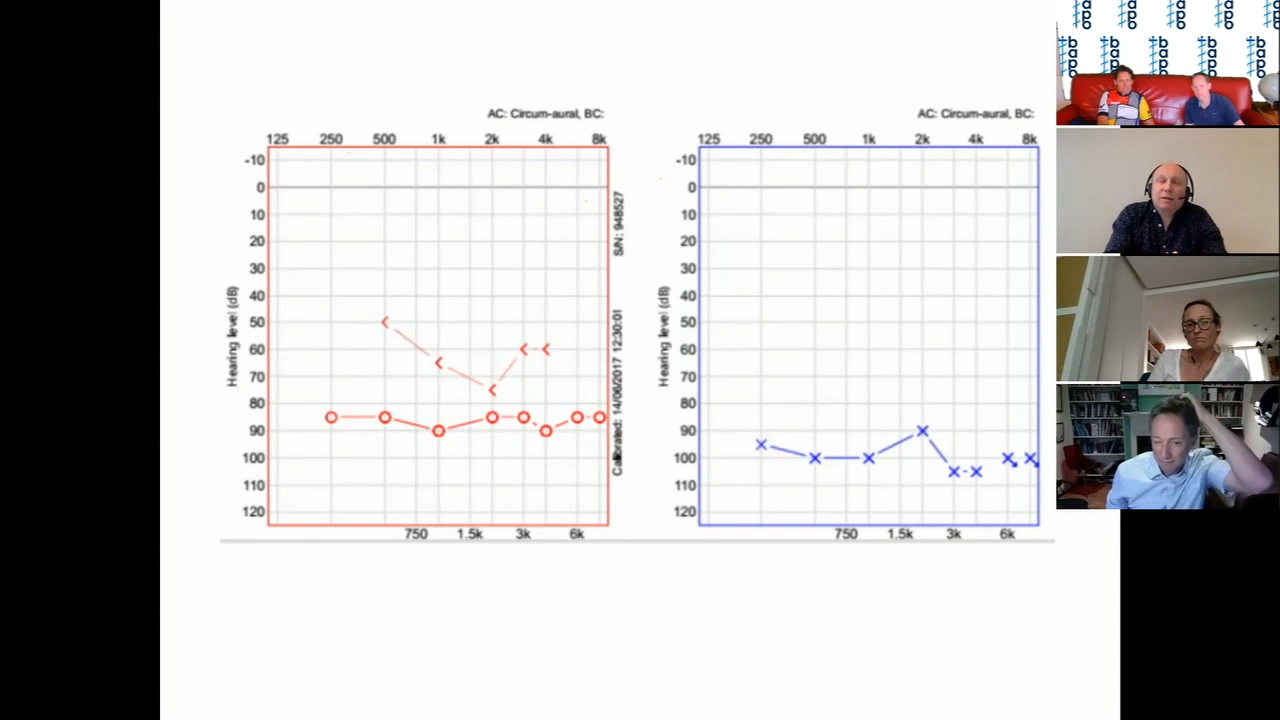 AC: Circum-aural, BC:
125 250 500 1k 2k 4k 8k
-10
0
10
20
30
40
50
60
70
80
90
100
110
120
Hearing level (dB)
750 1.5k 3k 6k
S/N: 948527
Calibrated: 14/06/2017 12:30:01
AC: Circum-aural, BC:
125 250 500 1k 2k 4k 8k
-10
0
10
20
30
40
50
60
70
80
90
100
110
120
Hearing level (dB)
750 1.5k 3k 6k